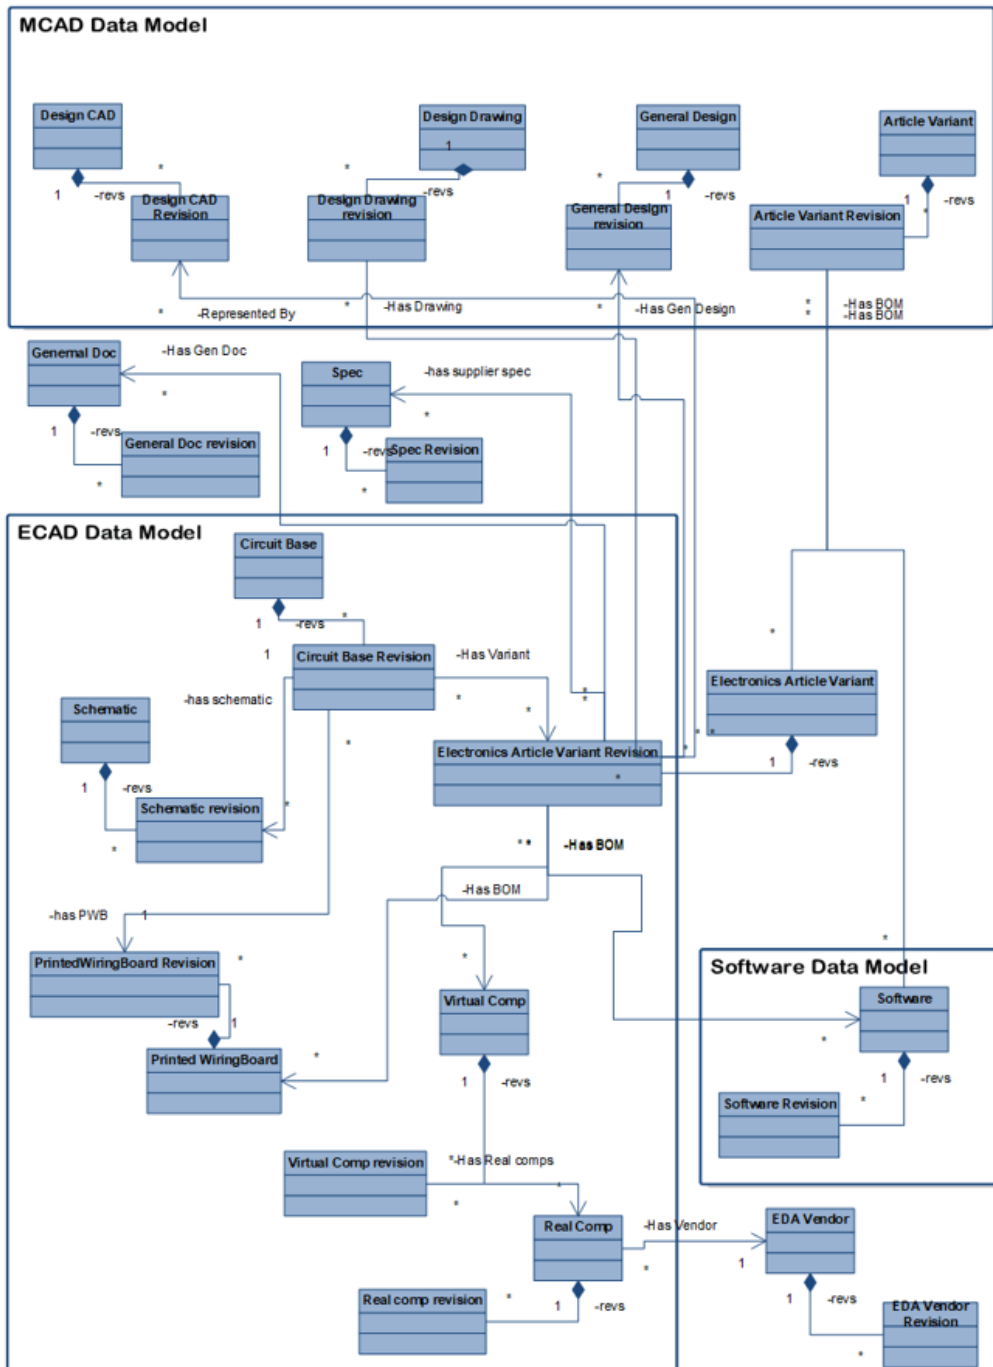 MCAD Data Model
Design CAD
Design Drawing
General Design
Article Variant
1
*
*
*
1
-revs
-revs
1
-revs
1
-revs
*
Design CAD
Revision
Design Drawing
revision
General Design
revision
Article Variant Revision
*
-Represented By
*
-Has Drawing
*
-Has Gen Design
*
-Has BOM
*
-Has BOM
Genernal Doc
-Has Gen Doc
*
1
-revs
General Doc revision
*
Spec
-has supplier spec
*
1
-revs
Spec Revision
*
ECAD Data Model
Circuit Base
*
1
-revs
1
Circuit Base Revision
-Has Variant
*
*
*
*
*
Electronics Article Variant
-has schematic
*
Schematic
1
-revs
Schematic revision
*
*
*
Electronics Article Variant Revision
*
*
*
*
1
-revs
* *
-Has BOM
-Has BOM
-has PWB
1
PrintedWiringBoard Revision
*
-revs
1
Printed WiringBoard
*
*
Virtual Comp
1
-revs
*
Software Data Model
Software
*
1
-revs
Software Revision
*
Virtual Comp revision
*
*-Has Real comps
*
Real Comp
-Has Vendor
*
1
EDA Vendor
Real comp revision
*
1
-revs
1
-revs
EDA Vendor
Revision
*